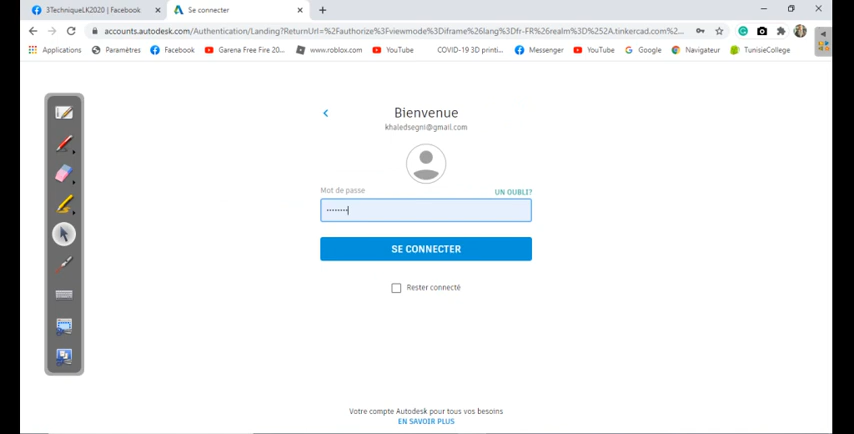 3TechniqueLK2020 | Facebook
Se connecter
accounts.autodesk.com/Authentication/Landing?ReturnUrl=%2Fauthorize%3Fviewmode%3Diframe%26lang%3Dfr-FR%26realm%3D%252A.tinkercad.com%2...
Applications Paramètres Facebook Garena Free Fire 20... www.roblox.com YouTube COVID-19 3D printi... Messenger YouTube Google Navigateur TunisieCollege
Bienvenue
khaledsegni@gmail.com
Mot de passe UN OUBLI?
SE CONNECTER
Rester connecté
Votre compte Autodesk pour tous vos besoins
EN SAVOIR PLUS